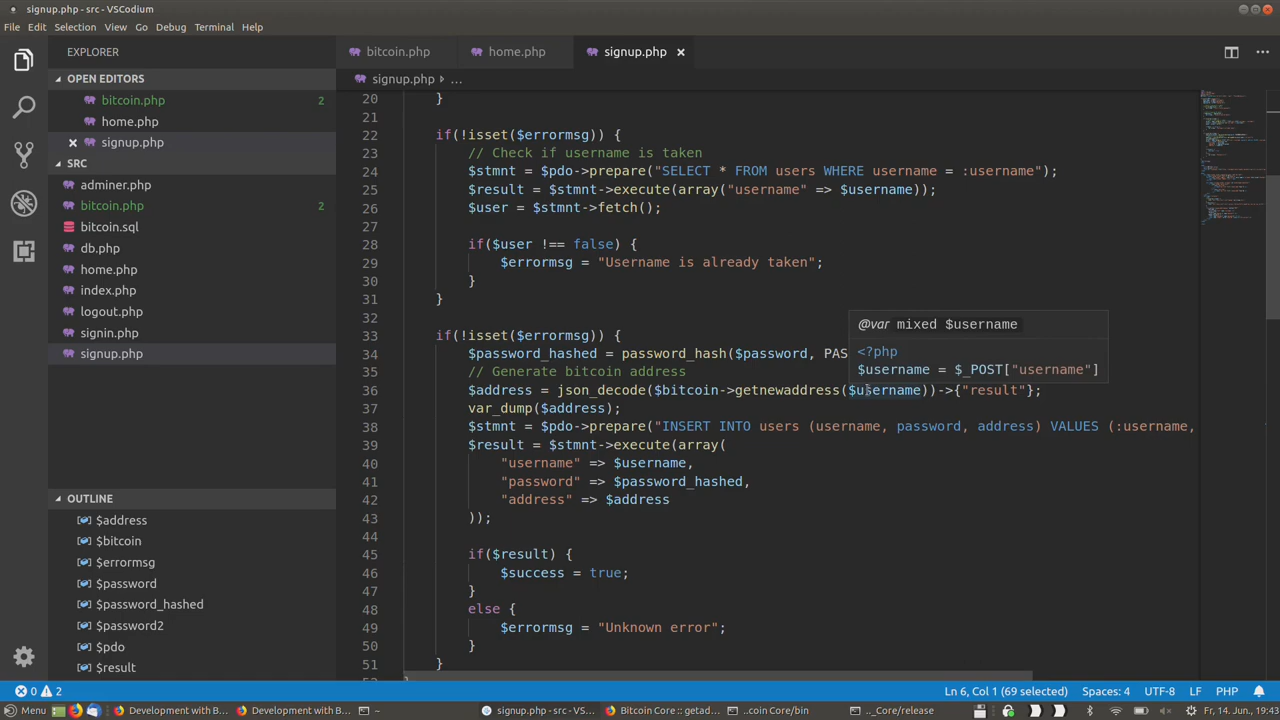 signup.php - src - VSCodium
File Edit Selection View Go Debug Terminal Help
EXPLORER
OPEN EDITORS
bitcoin.php 2
home.php
signup.php
SRC
adminer.php
bitcoin.php 2
bitcoin.sql
db.php
home.php
index.php
logout.php
signin.php
signup.php
OUTLINE
$address
$bitcoin
$errormsg
$password
$password_hashed
$password2
$pdo
$result
bitcoin.php home.php signup.php
signup.php ...
20 }
21
22 if(!isset($errormsg)) {
23 // Check if username is taken
24 $stmnt = $pdo->prepare("SELECT * FROM users WHERE username = :username");
25 $result = $stmnt->execute(array("username" => $username));
26 $user = $stmnt->fetch();
27
28 if($user !== false) {
29 $errormsg = "Username is already taken";
30 }
31 }
32
33 if(!isset($errormsg)) {
34 $password_hashed = password_hash($password, PAS
35 // Generate bitcoin address
36 $address = json_decode($bitcoin->getnewaddress($username))->{"result"};
37 var_dump($address);
38 $stmnt = $pdo->prepare("INSERT INTO users (username, password, address) VALUES (:username,
39 $result = $stmnt->execute(array(
40 "username" => $username,
41 "password" => $password_hashed,
42 "address" => $address
43 ));
44
45 if($result) {
46 $success = true;
47 }
48 else {
49 $errormsg = "Unknown error";
50 }
51 }
@var mixed $username
<?php
$username = $_POST["username"]
0 2 Ln 6, Col 1 (69 selected) Spaces: 4 UTF-8 LF PHP
Menu Development with B... Development with B... ~ signup.php - src - VS... Bitcoin Core :: getad... ..coin Core/bin .._Core/release Fr, 14. Jun., 19:43